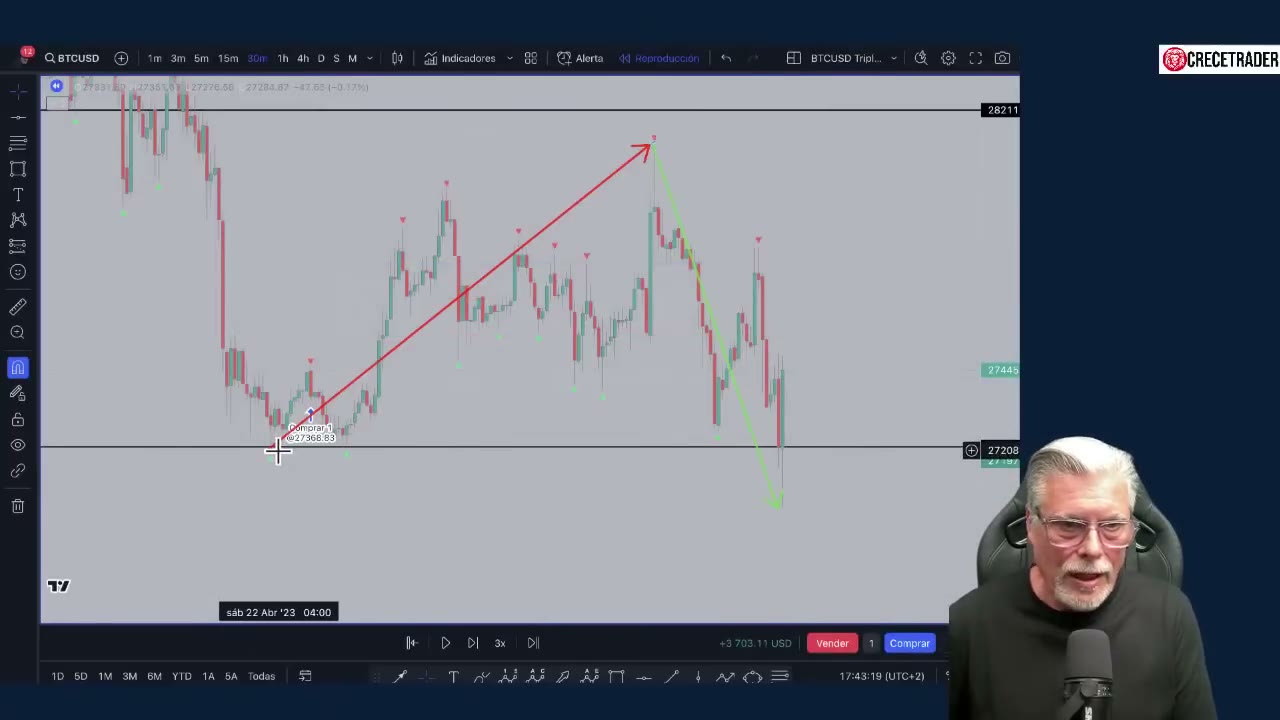 CRECETRADER
12
BTCUSD
1m 3m 5m 15m 30m 1h 4h D S M
Indicadores
Alerta
Reproducción
BTCUSD Tripl...
28211
27445
Comprar 1
@27368.83
27208
27197
sáb 22 Abr '23 04:00
3x
+3 703.11 USD
Vender
1
Comprar
1D 5D 1M 3M 6M YTD 1A 5A Todas
17:43:19 (UTC+2)